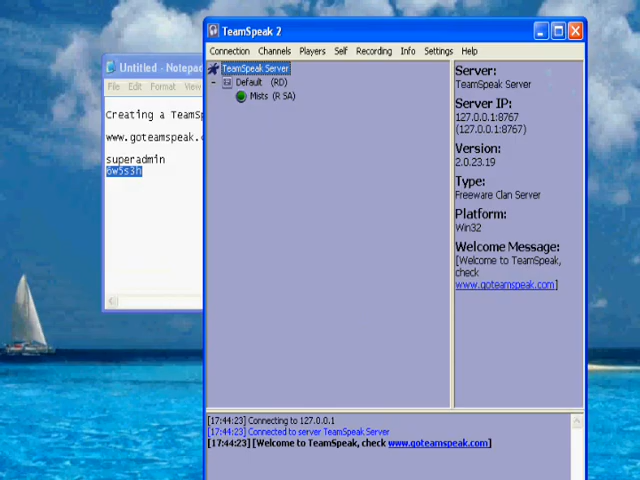 TeamSpeak 2
Connection Channels Players Self Recording Info Settings Help
TeamSpeak Server
Default (RD)
Mists (R SA)
Server:
TeamSpeak Server
Server IP:
127.0.0.1:8767
(127.0.0.1:8767)
Version:
2.0.23.19
Type:
Freeware Clan Server
Platform:
Win32
Welcome Message:
[Welcome to TeamSpeak,
check
www.goteamspeak.com]
[17:44:23] Connecting to 127.0.0.1
[17:44:23] Connected to server TeamSpeak Server
[17:44:23] [Welcome to TeamSpeak, check www.goteamspeak.com]
Untitled - Notepad
File Edit Format View
Creating a TeamSp
www.goteamspeak.c
superadmin
6w5s3h